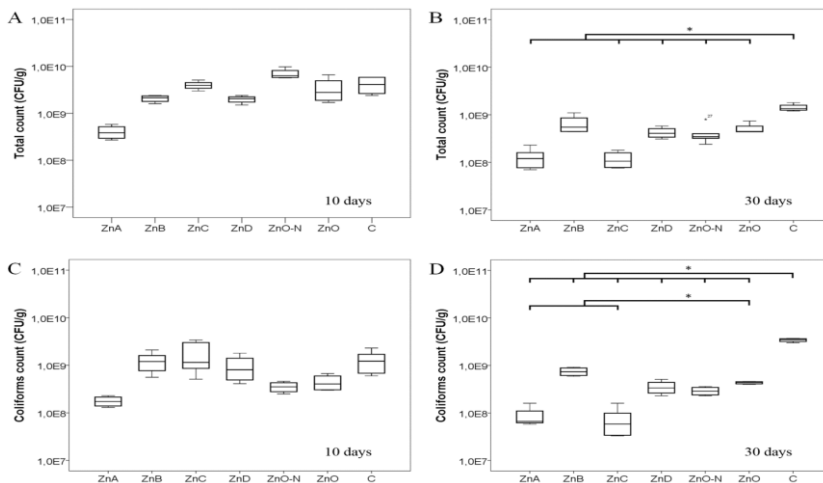 A
Total count (CFU/g)
1,0E11
1,0E10
1,0E9
1,0E8
1,0E7
10 days
ZnA ZnB ZnC ZnD ZnO-N ZnO C
B
Total count (CFU/g)
1,0E11
*
1,0E10
1,0E9
1,0E8
1,0E7
30 days
ZnA ZnB ZnC ZnD ZnO-N ZnO C
C
Coliforms count (CFU/g)
1,0E11
1,0E10
1,0E9
1,0E8
1,0E7
10 days
ZnA ZnB ZnC ZnD ZnO-N ZnO C
D
Coliforms count (CFU/g)
1,0E11
*
*
1,0E10
1,0E9
1,0E8
1,0E7
30 days
ZnA ZnB ZnC ZnD ZnO-N ZnO C